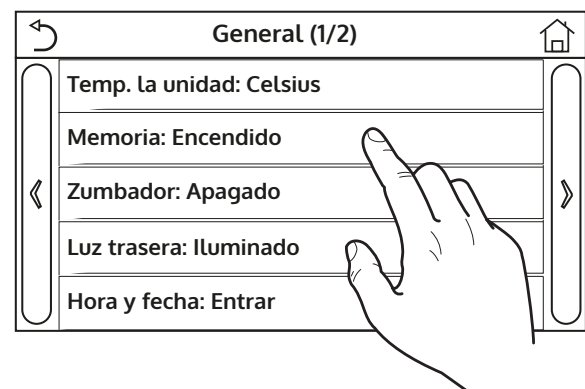 General (1/2)
Temp. la unidad: Celsius
Memoria: Encendido
Zumbador: Apagado
Luz trasera: Iluminado
Hora y fecha: Entrar